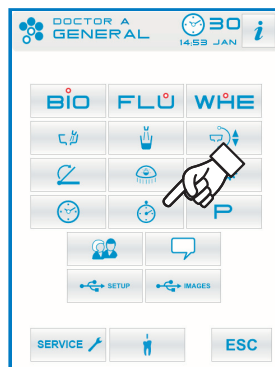 DOCTOR A
GENERAL
30
14:53 JAN
i
BIO FLU WHE
P
SETUP IMAGES
SERVICE ESC